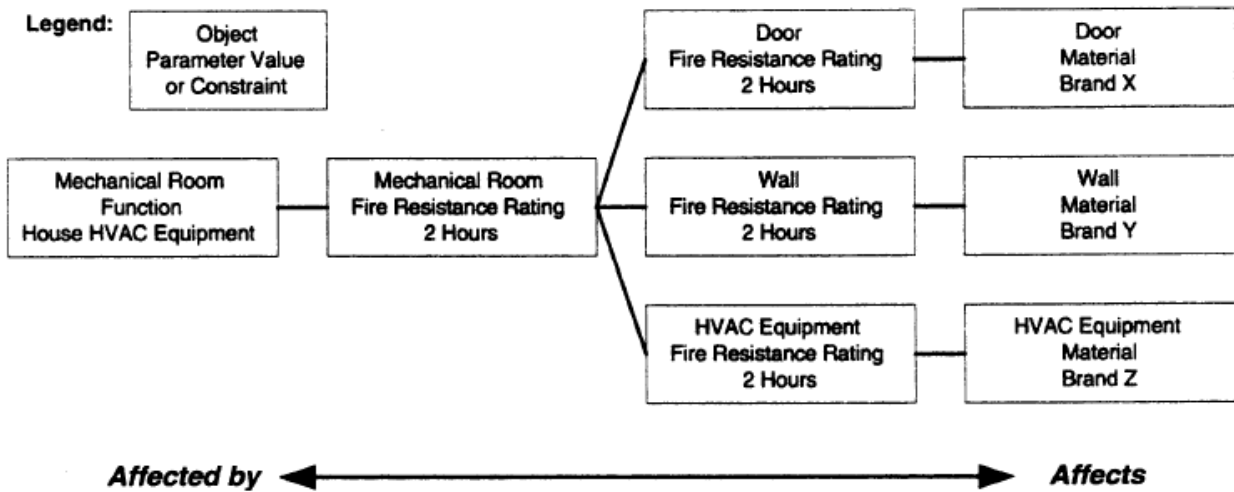 Legend:
Object
Parameter Value
or Constraint
Mechanical Room
Function
House HVAC Equipment
Mechanical Room
Fire Resistance Rating
2 Hours
Door
Fire Resistance Rating
2 Hours
Door
Material
Brand X
Wall
Fire Resistance Rating
2 Hours
Wall
Material
Brand Y
HVAC Equipment
Fire Resistance Rating
2 Hours
HVAC Equipment
Material
Brand Z
Affected by
Affects